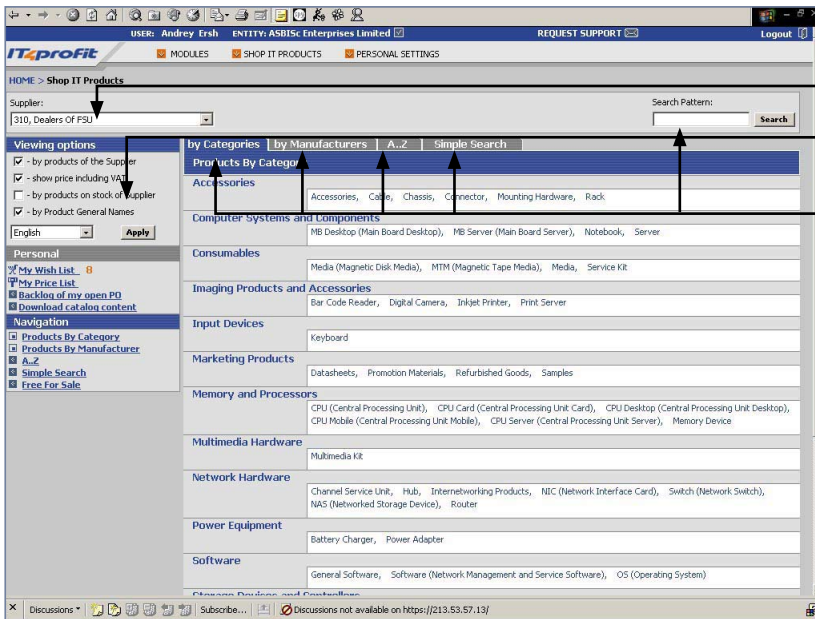 USER: Andrey Ersh ENTITY: ASBISc Enterprises Limited REQUEST SUPPORT Logout
IT4profit MODULES SHOP IT PRODUCTS PERSONAL SETTINGS
HOME > Shop IT Products
Supplier: Search Pattern:
310, Dealers Of FSU Search
Viewing options
- by products of the Supplier
- show price including VAT
- by products on stock of Supplier
- by Product General Names
English Apply
Personal
My Wish List 8
My Price List
Backlog of my open PO
Download catalog content
Navigation
Products By Category
Products By Manufacturer
A..Z
Simple Search
Free For Sale
by Categories by Manufacturers A..Z Simple Search
Products By Category
Accessories
Accessories, Cable, Chassis, Connector, Mounting Hardware, Rack
Computer Systems and Components
MB Desktop (Main Board Desktop), MB Server (Main Board Server), Notebook, Server
Consumables
Media (Magnetic Disk Media), MTM (Magnetic Tape Media), Media, Service Kit
Imaging Products and Accessories
Bar Code Reader, Digital Camera, Inkjet Printer, Print Server
Input Devices
Keyboard
Marketing Products
Datasheets, Promotion Materials, Refurbished Goods, Samples
Memory and Processors
CPU (Central Processing Unit), CPU Card (Central Processing Unit Card), CPU Desktop (Central Processing Unit Desktop),
CPU Mobile (Central Processing Unit Mobile), CPU Server (Central Processing Unit Server), Memory Device
Multimedia Hardware
Multimedia Kit
Network Hardware
Channel Service Unit, Hub, Internetworking Products, NIC (Network Interface Card), Switch (Network Switch),
NAS (Networked Storage Device), Router
Power Equipment
Battery Charger, Power Adapter
Software
General Software, Software (Network Management and Service Software), OS (Operating System)
Storage Devices and Controllers
Discussions Subscribe... Discussions not available on https://213.53.57.13/